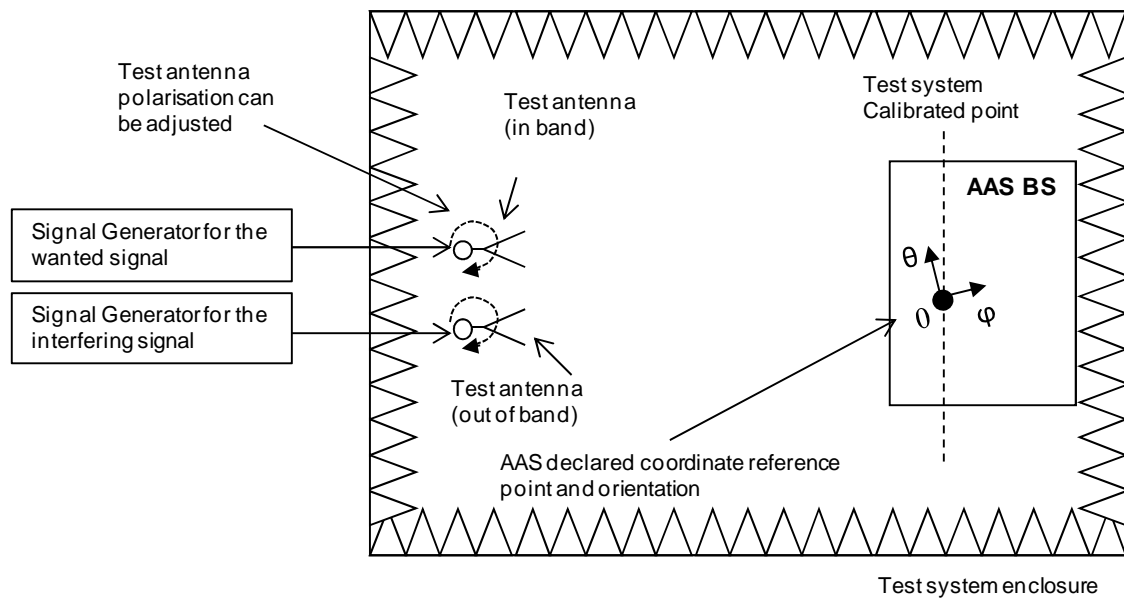 Test antenna
polarisation can
be adjusted
Test antenna
(in band)
Test system
Calibrated point
AAS BS
Signal Generator for the
wanted signal
θ
0
φ
Signal Generator for the
interfering signal
Test antenna
(out of band)
AAS declared coordinate reference
point and orientation
Test system enclosure